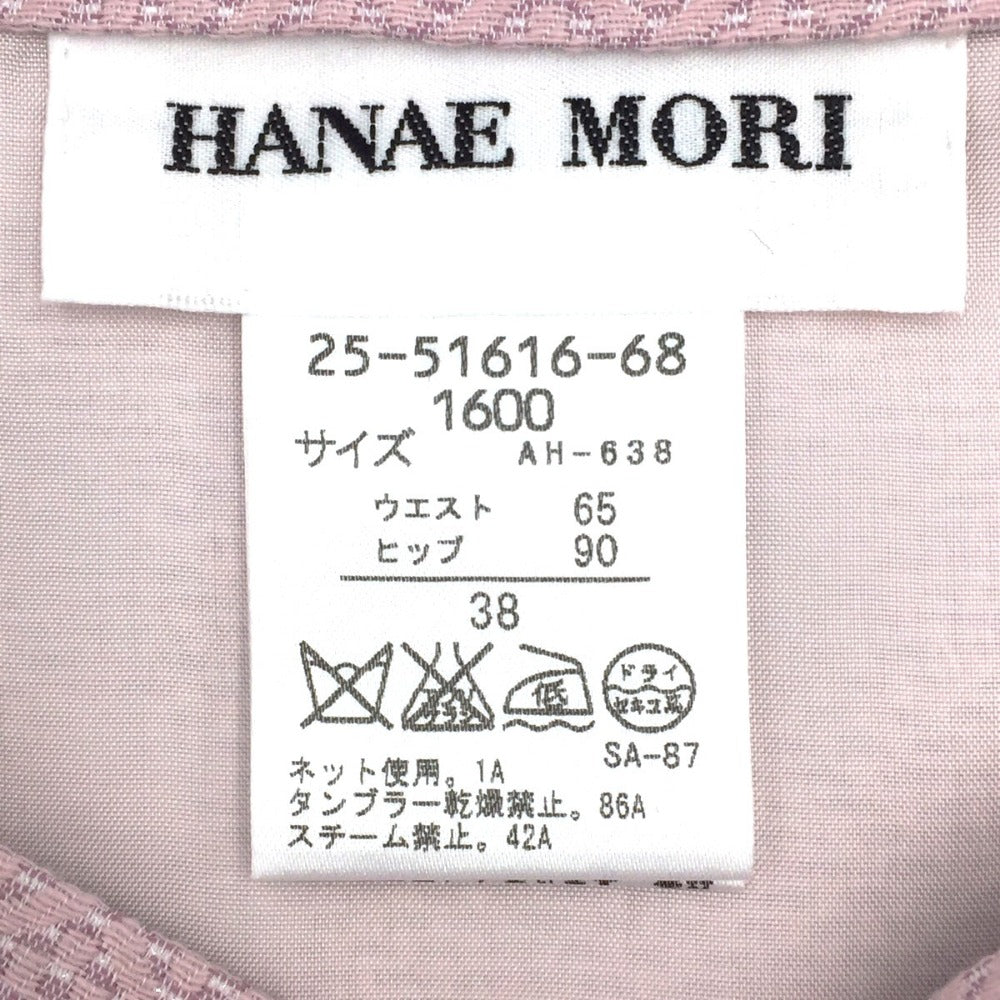 HANAE MORI
25-51616-68
1600
サイズ AH-638
ウエスト 65
ヒップ 90
38
低 ドライ
セキユ系
SA-87
ネット使用。1A
タンブラー乾燥禁止。86A
スチーム禁止。42A